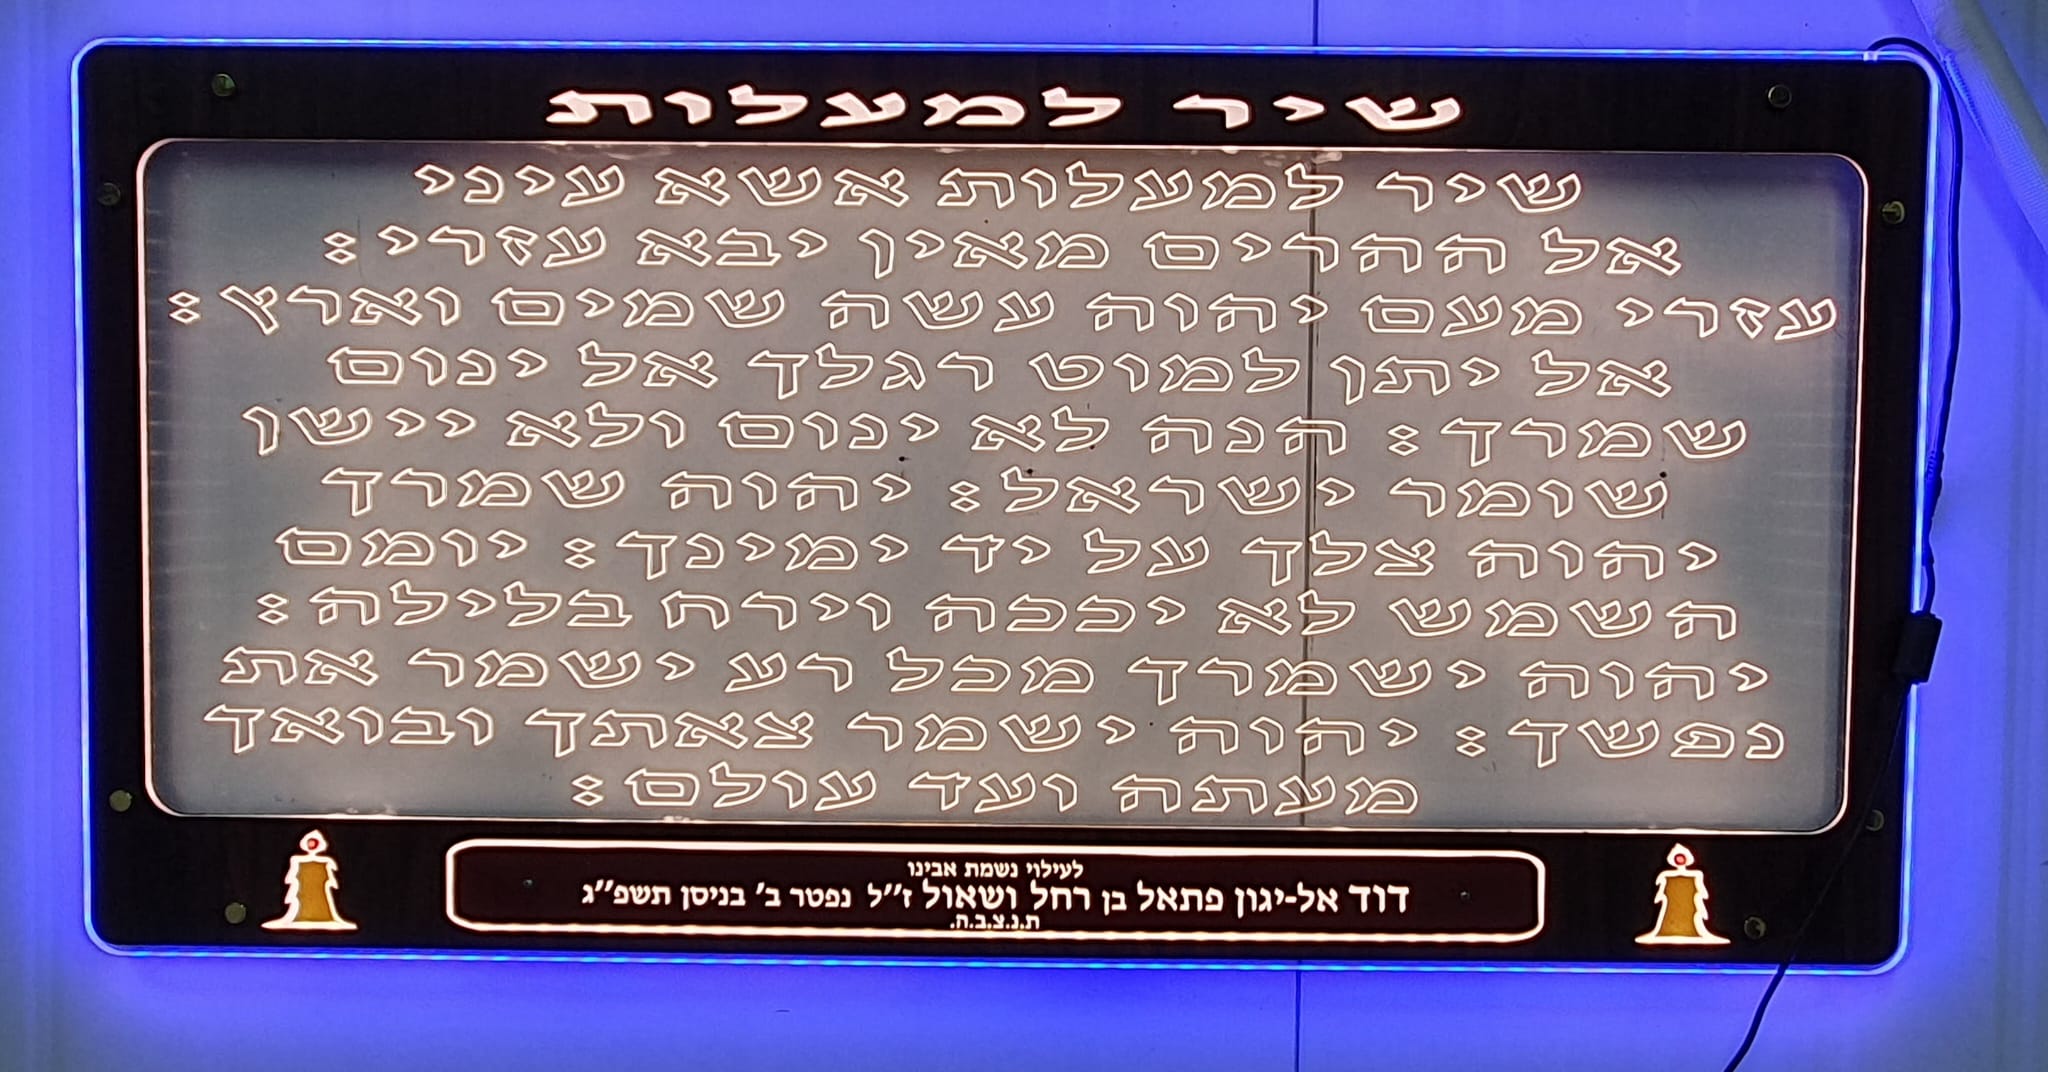 שיר למעלות
שיר למעלות אשא עיני
אל ההרים מאין יבא עזרי:
עזרי מעם יהוה עשה שמים וארץ:
אל יתן למוט רגלך אל ינום
שמרך: הנה לא ינום ולא יישן
שומר ישראל: יהוה שמרך
יהוה צלך על יד ימינך: יומם
השמש לא יככה וירח בלילה:
יהוה ישמרך מכל רע ישמר את
נפשך: יהוה ישמר צאתך ובואך
מעתה ועד עולם:
לעילוי נשמת אבינו
דוד אל-יגון פתאל בן רחל ושאול ז"ל נפטר ב' בניסן תשפ"ג
ת.נ.צ.ב.ה.